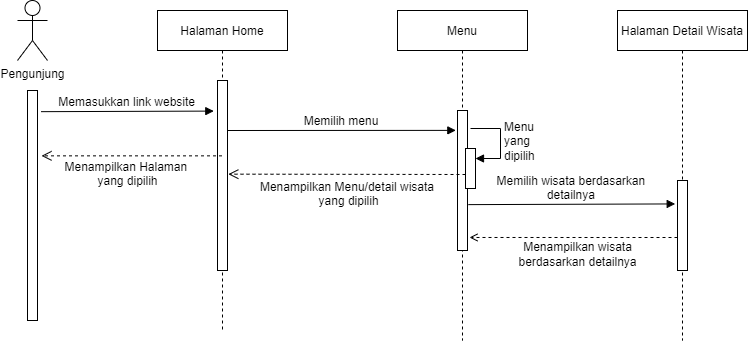 Halaman Home
Menu
Halaman Detail Wisata
Pengunjung
Memasukkan link website
Memilih menu
Menu
yang
dipilih
Menampilkan Halaman
yang dipilih
Menampilkan Menu/detail wisata
yang dipilih
Memilih wisata berdasarkan
detailnya
Menampilkan wisata
berdasarkan detailnya